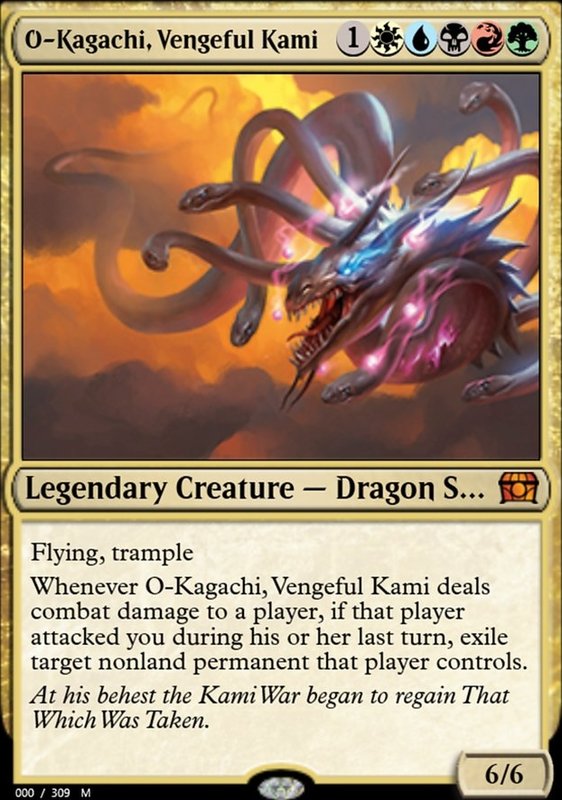 O-Kagachi, Vengeful Kami 1
Legendary Creature — Dragon S...
Flying, trample
Whenever O-Kagachi, Vengeful Kami deals
combat damage to a player, if that player
attacked you during his or her last turn, exile
target nonland permanent that player controls.
At his behest the Kami War began to regain That
Which Was Taken.
6/6
000 / 309 M